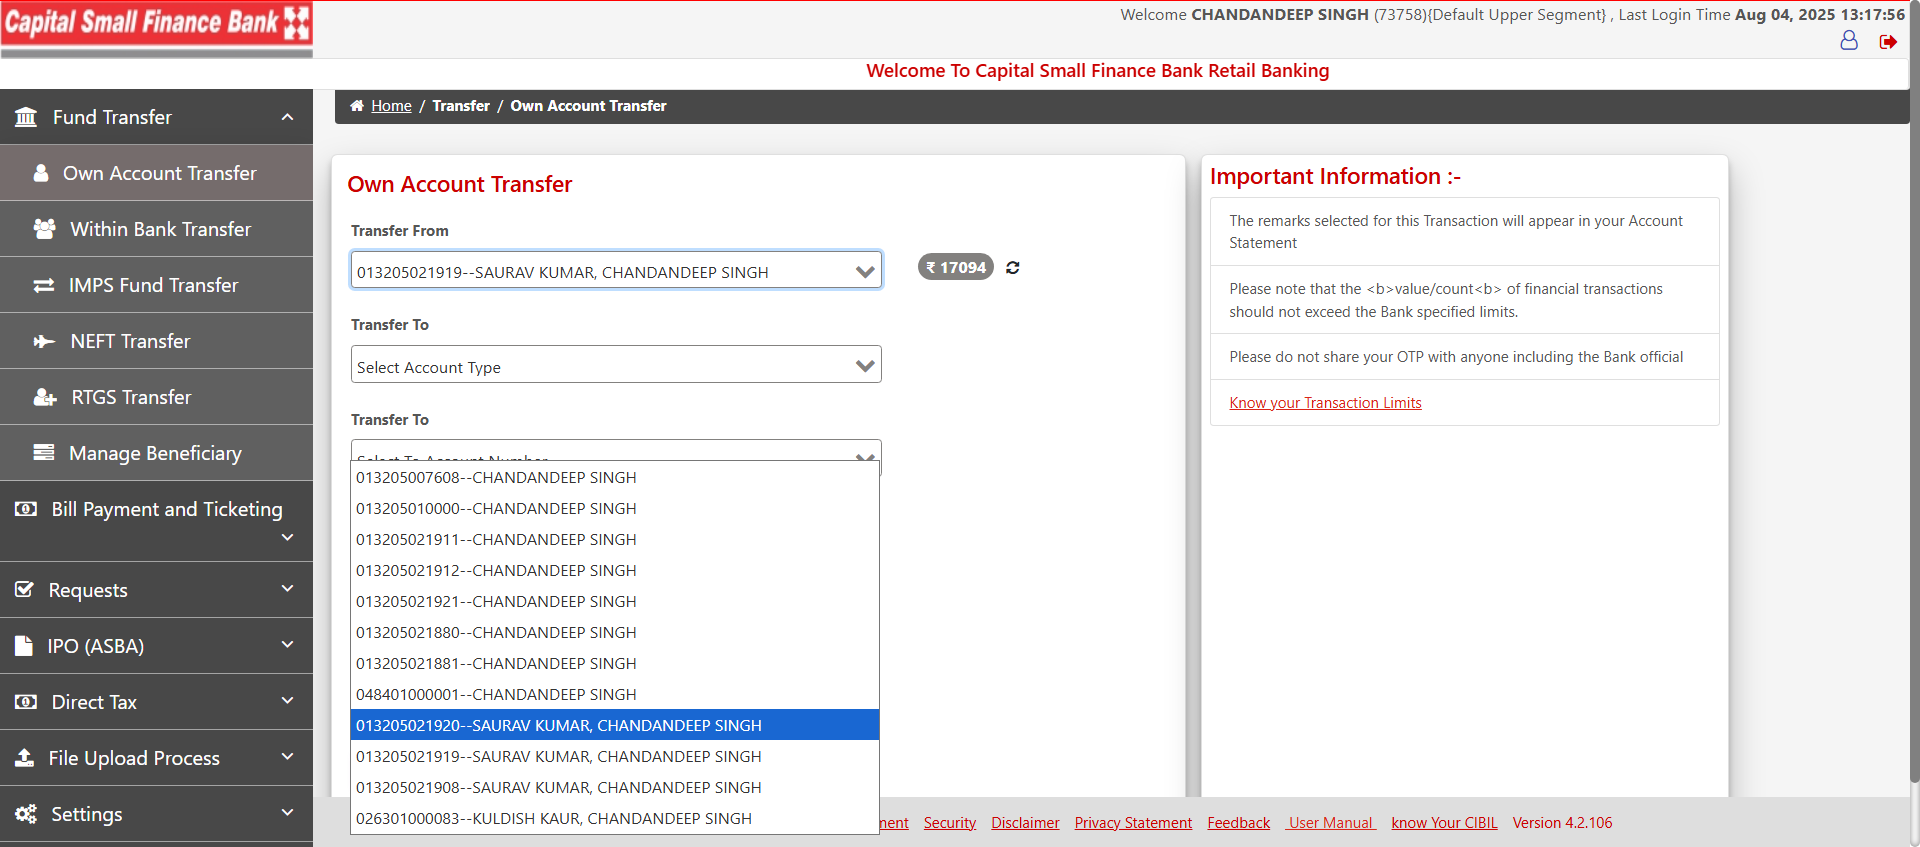 Capital Small Finance Bank
Welcome CHANDANDEEP SINGH (73758){Default Upper Segment} , Last Login Time Aug 04, 2025 13:17:56
Welcome To Capital Small Finance Bank Retail Banking
Fund Transfer
Own Account Transfer
Within Bank Transfer
IMPS Fund Transfer
NEFT Transfer
RTGS Transfer
Manage Beneficiary
Bill Payment and Ticketing
Requests
IPO (ASBA)
Direct Tax
File Upload Process
Settings
Home / Transfer / Own Account Transfer
Own Account Transfer
Transfer From
013205021919--SAURAV KUMAR, CHANDANDEEP SINGH
₹ 17094
Transfer To
Select Account Type
Transfer To
Select To Account Number
013205007608--CHANDANDEEP SINGH
013205010000--CHANDANDEEP SINGH
013205021911--CHANDANDEEP SINGH
013205021912--CHANDANDEEP SINGH
013205021921--CHANDANDEEP SINGH
013205021880--CHANDANDEEP SINGH
013205021881--CHANDANDEEP SINGH
048401000001--CHANDANDEEP SINGH
013205021920--SAURAV KUMAR, CHANDANDEEP SINGH
013205021919--SAURAV KUMAR, CHANDANDEEP SINGH
013205021908--SAURAV KUMAR, CHANDANDEEP SINGH
026301000083--KULDISH KAUR, CHANDANDEEP SINGH
Important Information :-
The remarks selected for this Transaction will appear in your Account
Statement
Please note that the <b>value/count<b> of financial transactions
should not exceed the Bank specified limits.
Please do not share your OTP with anyone including the Bank official
Know your Transaction Limits
nent Security Disclaimer Privacy Statement Feedback User Manual know Your CIBIL Version 4.2.106